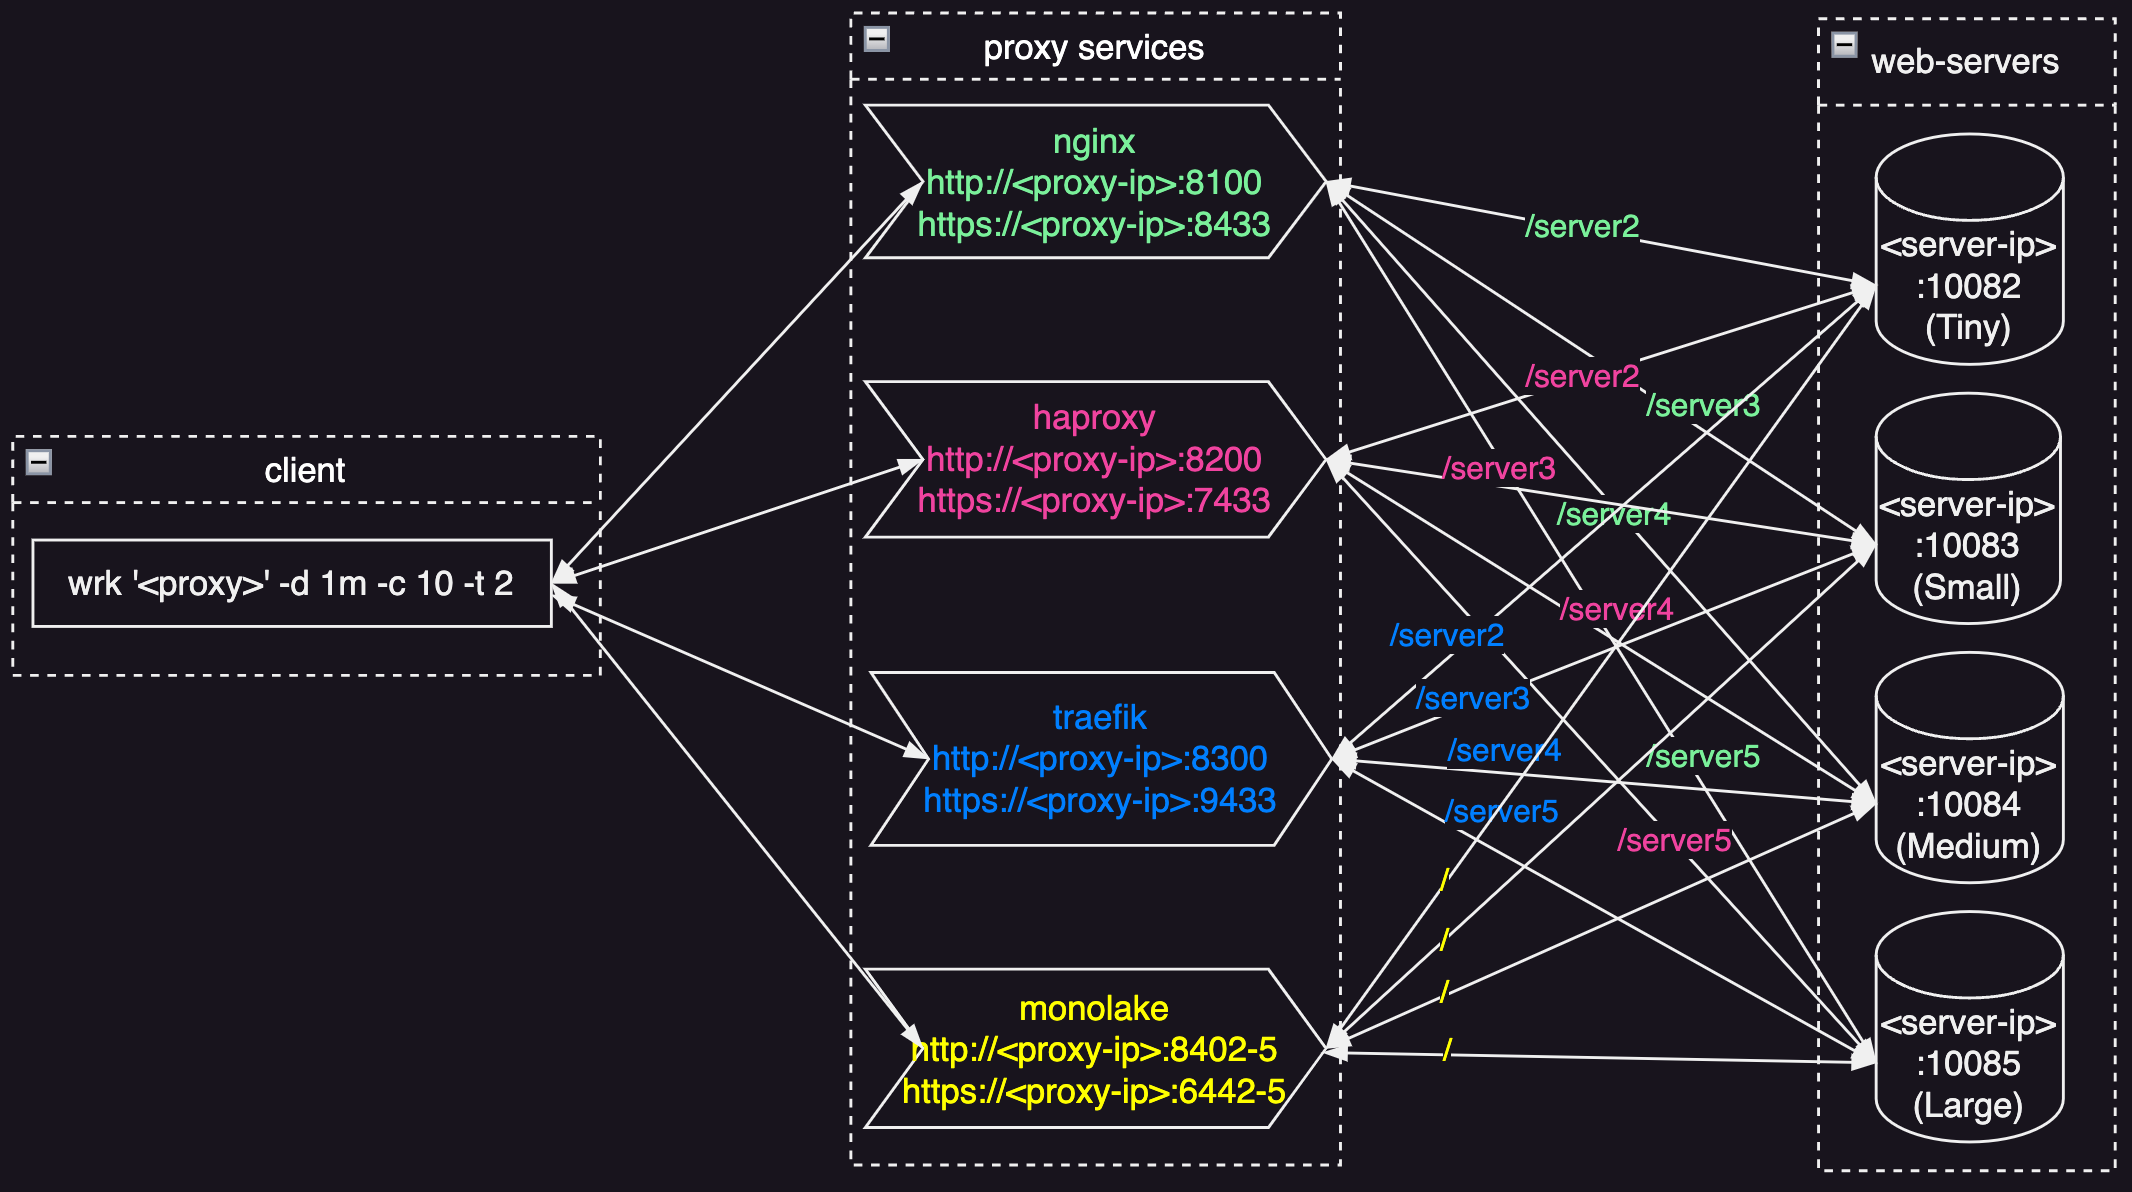 client
wrk '<proxy>' -d 1m -c 10 -t 2
proxy services
nginx
http://<proxy-ip>:8100
https://<proxy-ip>:8433
haproxy
http://<proxy-ip>:8200
https://<proxy-ip>:7433
traefik
http://<proxy-ip>:8300
https://<proxy-ip>:9433
monolake
http://<proxy-ip>:8402-5
https://<proxy-ip>:6442-5
/server2
/server2
/server3
/server3
/server4
/server4
/server2
/server3
/server4
/server5
/server5
/server5
/
/
/
/
web-servers
<server-ip>
:10082
(Tiny)
<server-ip>
:10083
(Small)
<server-ip>
:10084
(Medium)
<server-ip>
:10085
(Large)